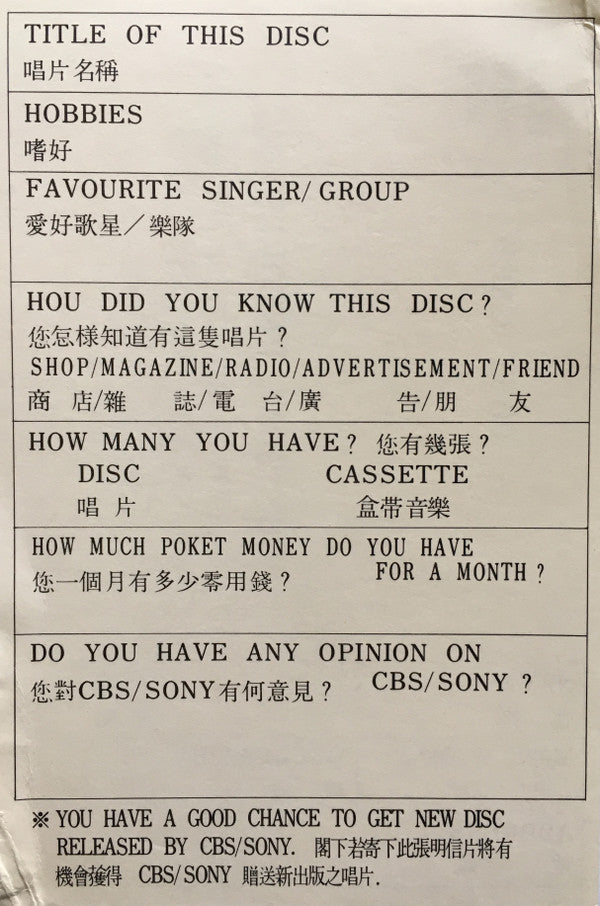 TITLE OF THIS DISC
唱片名稱
HOBBIES
嗜好
FAVOURITE SINGER/GROUP
愛好歌星／樂隊
HOU DID YOU KNOW THIS DISC?
您怎樣知道有這隻唱片？
SHOP/MAGAZINE/RADIO/ADVERTISEMENT/FRIEND
商 店/雜 誌/電 台/廣 告/朋 友
HOW MANY YOU HAVE? 您有幾張？
DISC CASSETTE
唱片 盒帶音樂
HOW MUCH POKET MONEY DO YOU HAVE
FOR A MONTH?
您一個月有多少零用錢？
DO YOU HAVE ANY OPINION ON
CBS/SONY ?
您對CBS/SONY有何意見？
※ YOU HAVE A GOOD CHANCE TO GET NEW DISC
RELEASED BY CBS/SONY. 閣下若寄下此張明信片將有
機會獲得 CBS/SONY 贈送新出版之唱片.